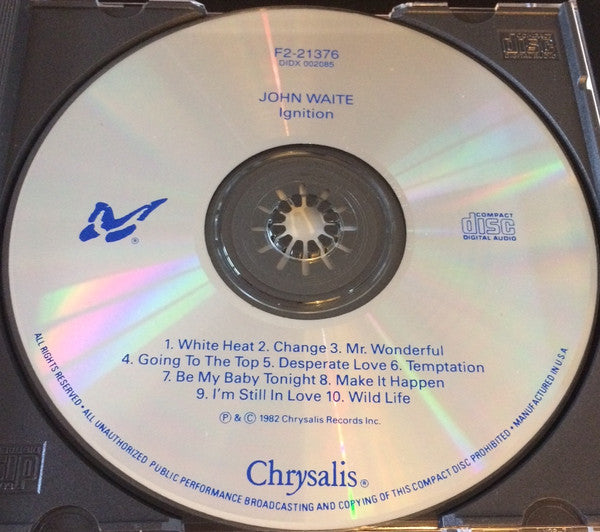 F2-21376
DIDX 002085
JOHN WAITE
Ignition
®
COMPACT
disc
DIGITAL AUDIO
1. White Heat 2. Change 3. Mr. Wonderful
4. Going To The Top 5. Desperate Love 6. Temptation
7. Be My Baby Tonight 8. Make It Happen
9. I'm Still In Love 10. Wild Life
℗ & © 1982 Chrysalis Records Inc.
Chrysalis®
ALL RIGHTS RESERVED • ALL UNAUTHORIZED PUBLIC PERFORMANCE BROADCASTING AND COPYING OF THIS COMPACT DISC PROHIBITED • MANUFACTURED IN U.S.A.
disc